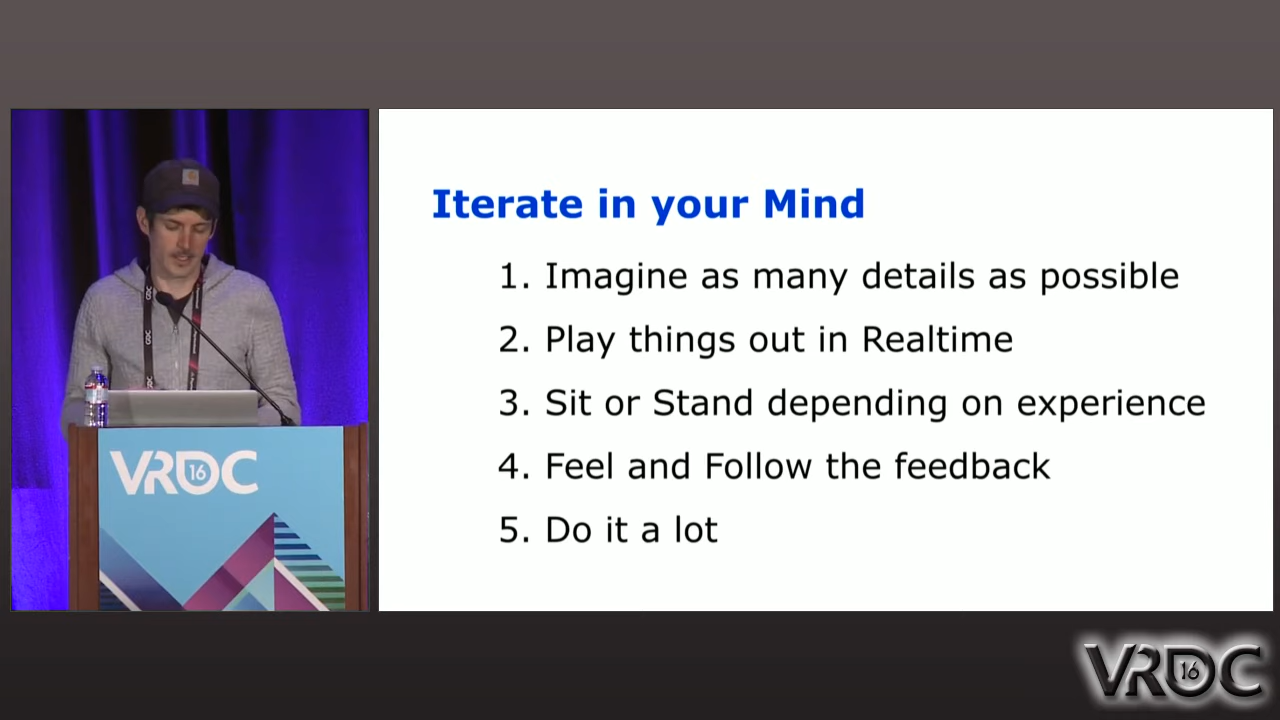 Iterate in your Mind
1. Imagine as many details as possible
2. Play things out in Realtime
3. Sit or Stand depending on experience
4. Feel and Follow the feedback
5. Do it a lot
GDC
GDC
VRDC 16
VRDC 16